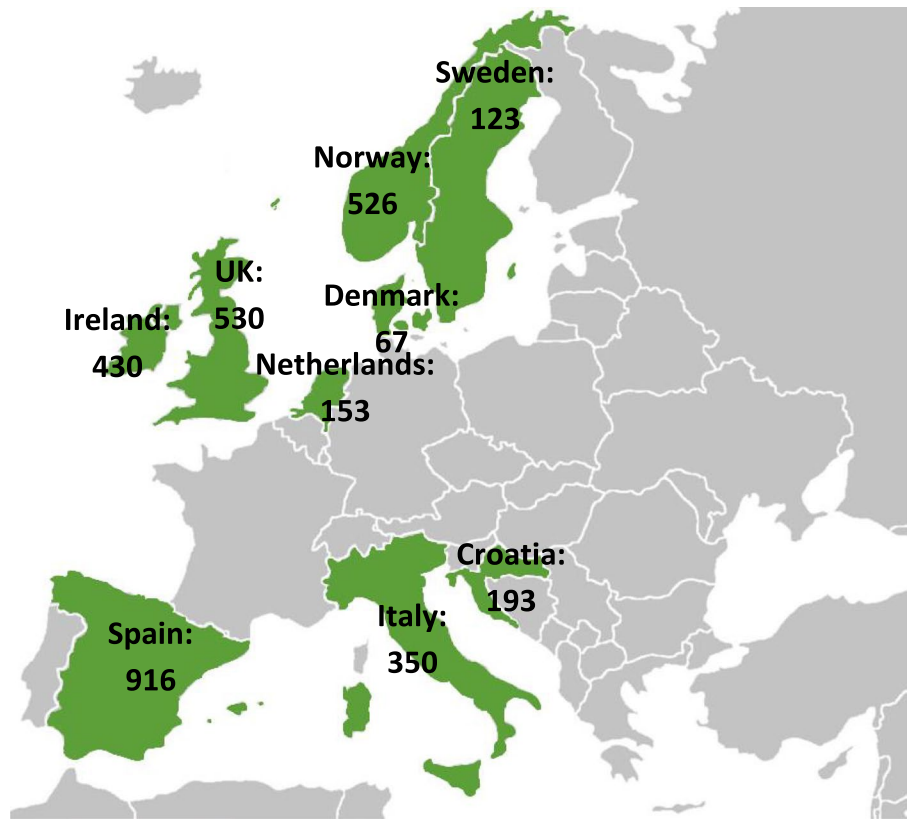 Sweden:
123
Norway:
526
UK:
530
Denmark:
67
Ireland:
430
Netherlands:
153
Croatia:
193
Italy:
350
Spain:
916